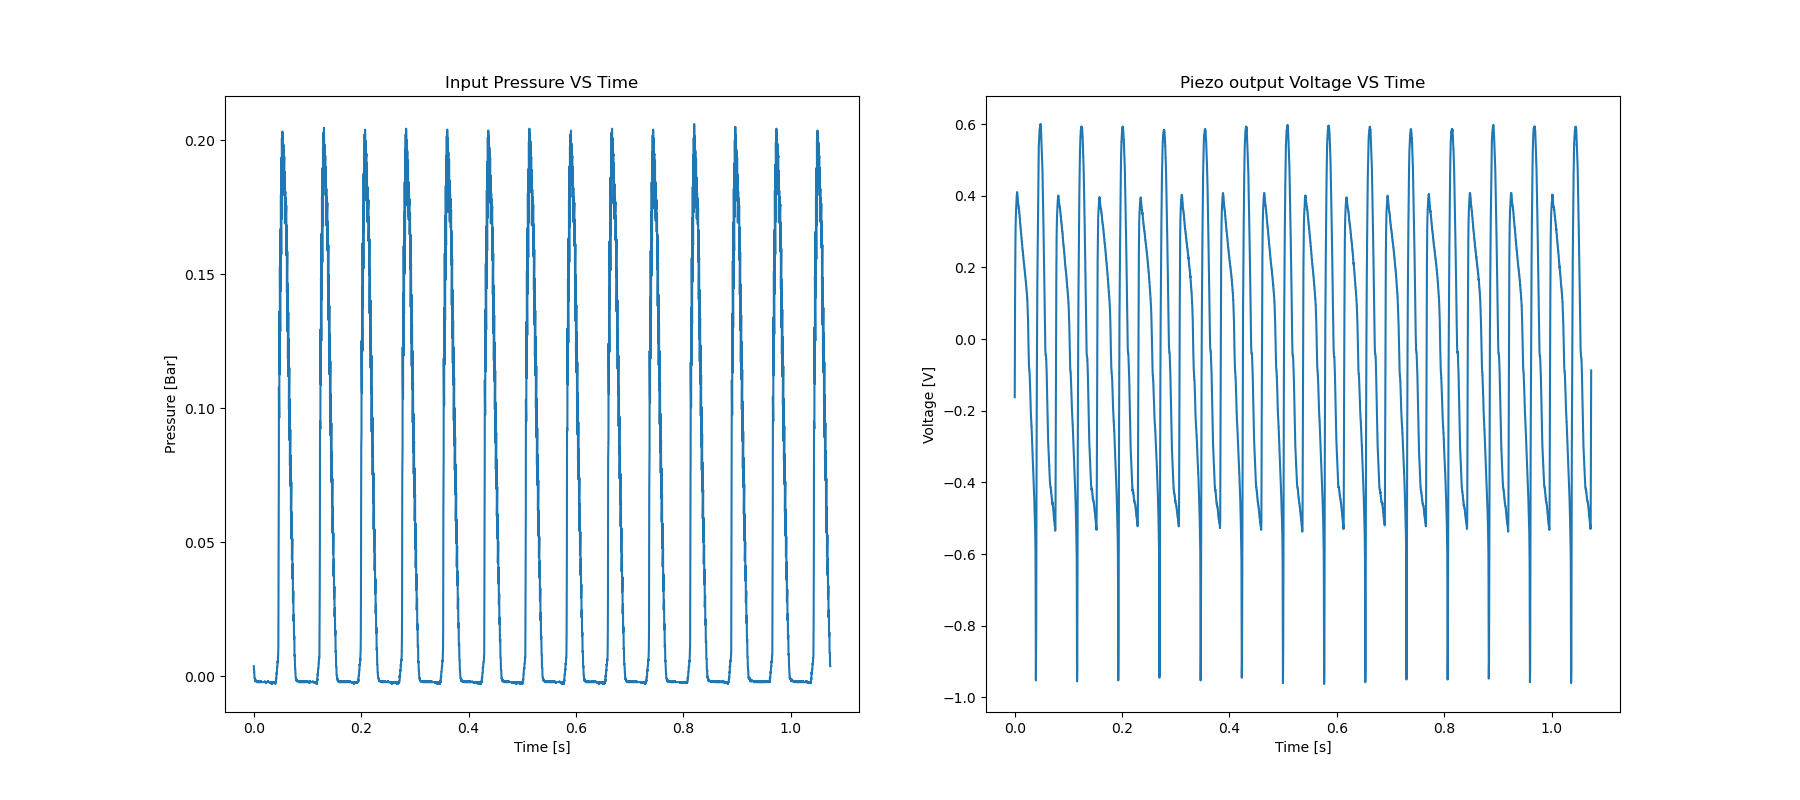 Input Pressure VS Time
0.20
0.15
0.10
0.05
0.00
Pressure [Bar]
0.0 0.2 0.4 0.6 0.8 1.0
Time [s]
Piezo output Voltage VS Time
0.6
0.4
0.2
0.0
−0.2
−0.4
−0.6
−0.8
−1.0
Voltage [V]
0.0 0.2 0.4 0.6 0.8 1.0
Time [s]